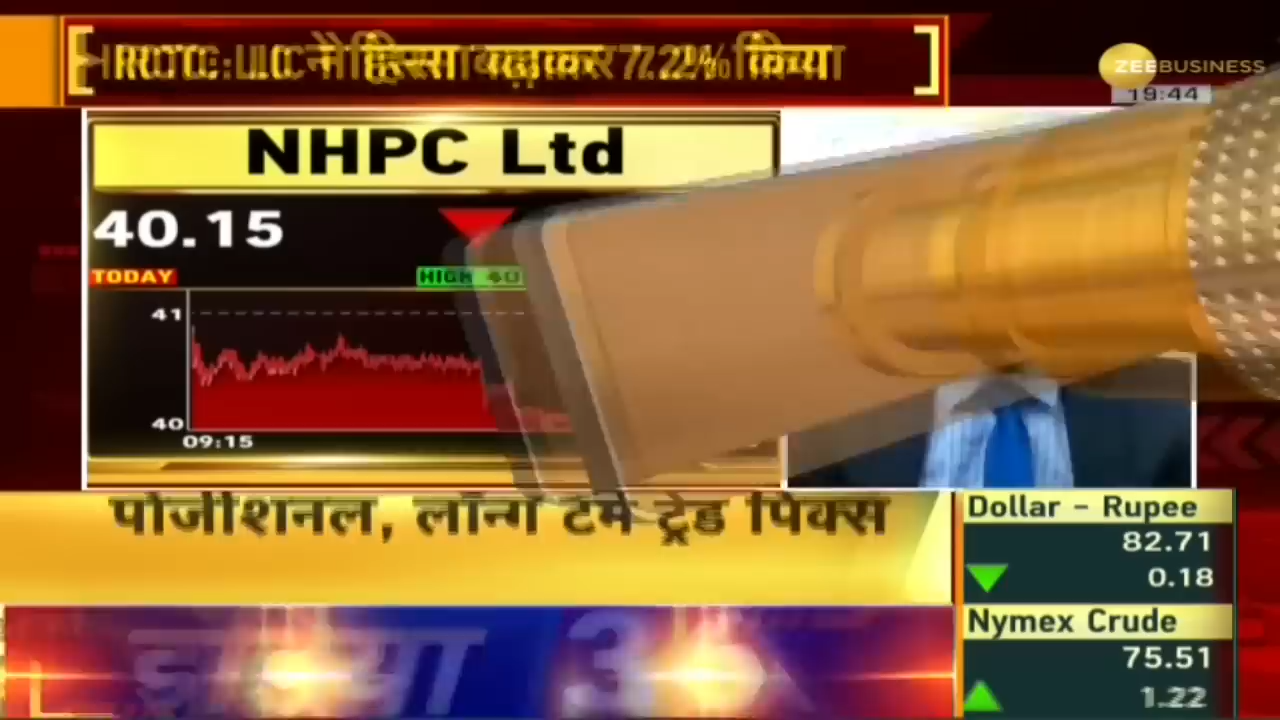 IRCTC: LIC ने हिस्सा बढ़ाकर 7.22% किया
ZEEBUSINESS
19:44
NHPC Ltd
40.15
TODAY
HIGH 40
41
40
09:15
पोजीशनल, लॉन्ग टर्म ट्रेड पिक्स
Dollar - Rupee
82.71
0.18
Nymex Crude
75.51
1.22